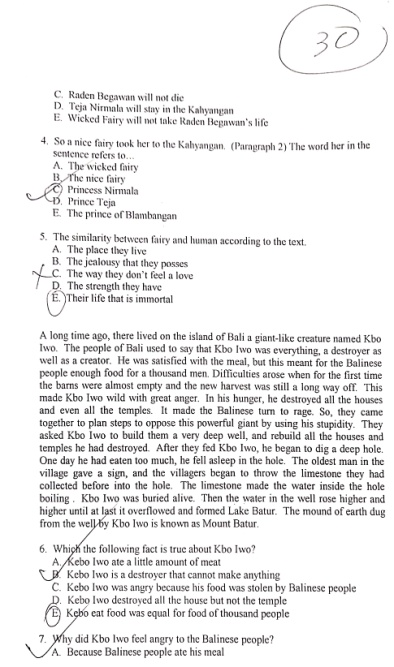 30
C. Raden Begawan will not die
D. Teja Nirmala will stay in the Kahyangan
E. Wicked Fairy will not take Raden Begawan's life
4. So a nice fairy took her to the Kahyangan. (Paragraph 2) The word her in the
sentence refers to…
A. The wicked fairy
B. The nice fairy
C. Princess Nirmala
D. Prince Teja
E. The prince of Blambangan
5. The similarity between fairy and human according to the text.
A. The place they live
B. The jealousy that they posses
C. The way they don't feel a love
D. The strength they have
E. Their life that is immortal
A long time ago, there lived on the island of Bali a giant-like creature named Kbo
Iwo. The people of Bali used to say that Kbo Iwo was everything, a destroyer as
well as a creator. He was satisfied with the meal, but this meant for the Balinese
people enough food for a thousand men. Difficulties arose when for the first time
the barns were almost empty and the new harvest was still a long way off. This
made Kbo Iwo wild with great anger. In his hunger, he destroyed all the houses
and even all the temples. It made the Balinese turn to rage. So, they came
together to plan steps to oppose this powerful giant by using his stupidity. They
asked Kbo Iwo to build them a very deep well, and rebuild all the houses and
temples he had destroyed. After they fed Kbo Iwo, he began to dig a deep hole.
One day he had eaten too much, he fell asleep in the hole. The oldest man in the
village gave a sign, and the villagers began to throw the limestone they had
collected before into the hole. The limestone made the water inside the hole
boiling . Kbo Iwo was buried alive. Then the water in the well rose higher and
higher until at last it overflowed and formed Lake Batur. The mound of earth dug
from the well by Kbo Iwo is known as Mount Batur.
6. Which the following fact is true about Kbo Iwo?
A. Kebo Iwo ate a little amount of meat
B. Kebo Iwo is a destroyer that cannot make anything
C. Kebo Iwo was angry because his food was stolen by Balinese people
D. Kebo Iwo destroyed all the house but not the temple
E. Kebo eat food was equal for food of thousand people
7. Why did Kbo Iwo feel angry to the Balinese people?
A. Because Balinese people ate his meal